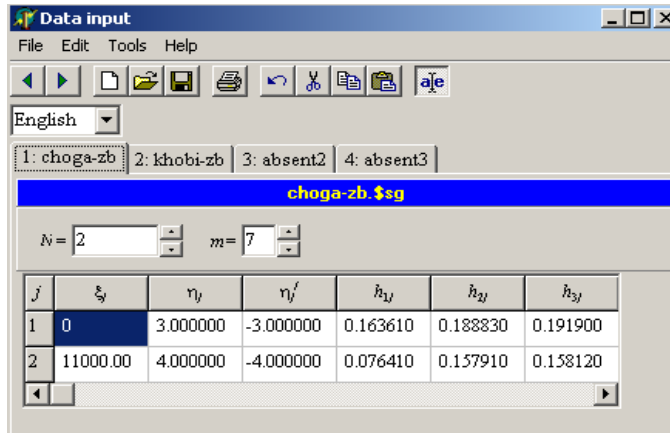 Data input
File Edit Tools Help
aje
English
1: choga-zb 2: khobi-zb 3: absent2 4: absent3
choga-zb.$sg
N= 2 m= 7
j ξj ηj ηj′ h1j h2j h3j
1 0 3.000000 -3.000000 0.163610 0.188830 0.191900
2 11000.00 4.000000 -4.000000 0.076410 0.157910 0.158120